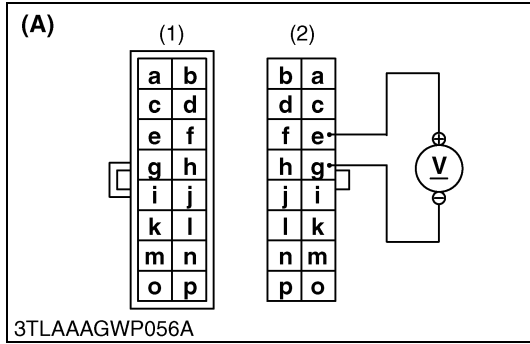 (A)
(1) (2)
a b b a
c d d c
e f f e
g h h g
i j j i
k l l k
m n n m
o p p o
⊕
V
⊖
3TLAAAGWP056A